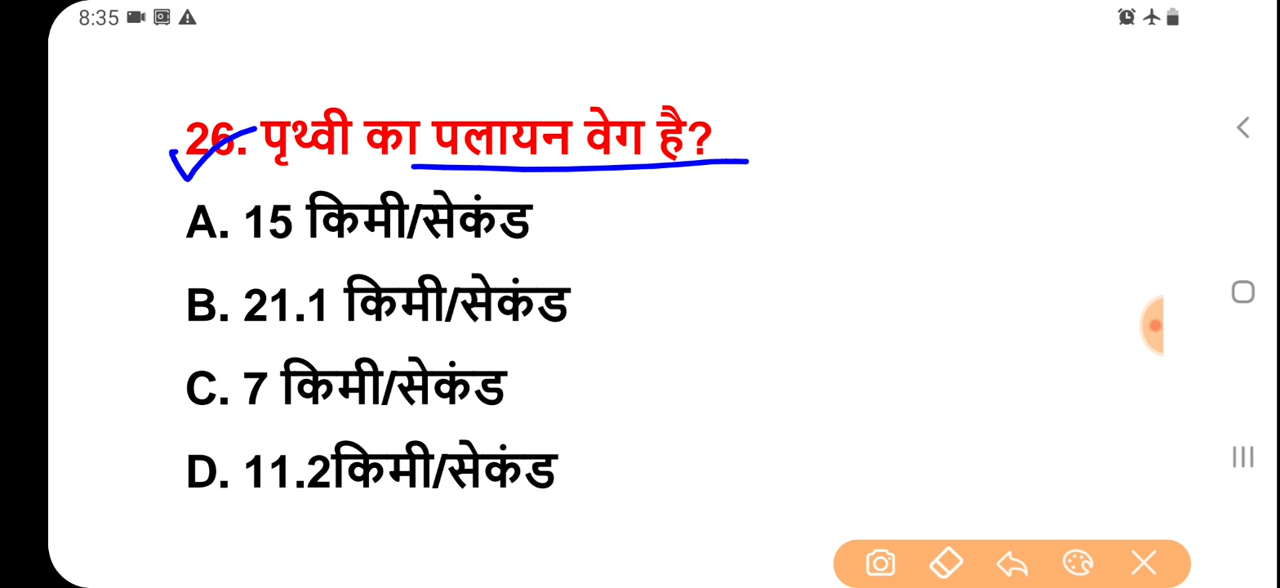 8:35
26. पृथ्वी का पलायन वेग है?
A. 15 किमी/सेकंड
B. 21.1 किमी/सेकंड
C. 7 किमी/सेकंड
D. 11.2किमी/सेकंड